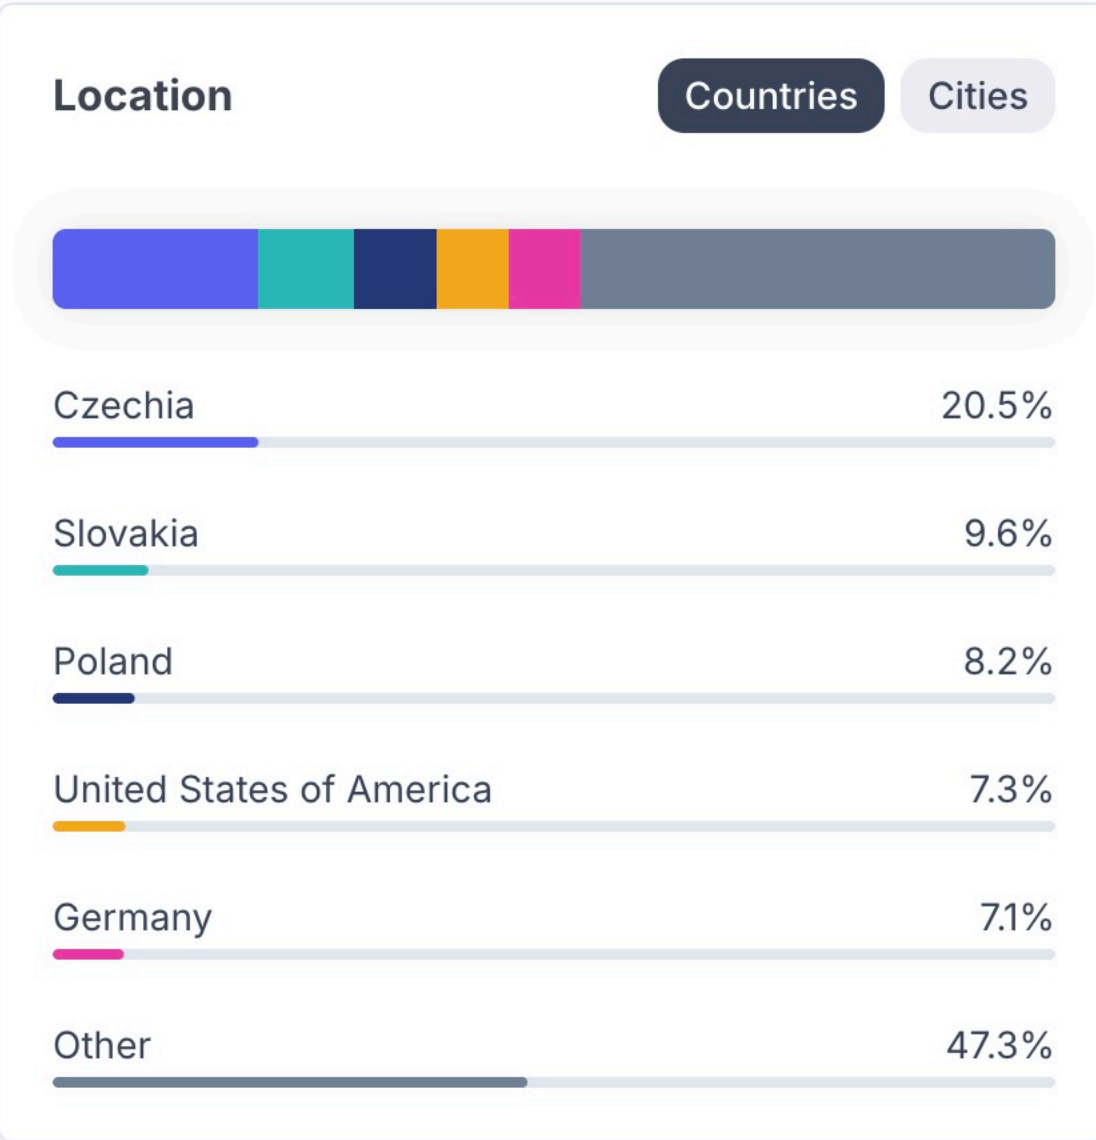 Location
Countries Cities
Czechia 20.5%
Slovakia 9.6%
Poland 8.2%
United States of America 7.3%
Germany 7.1%
Other 47.3%